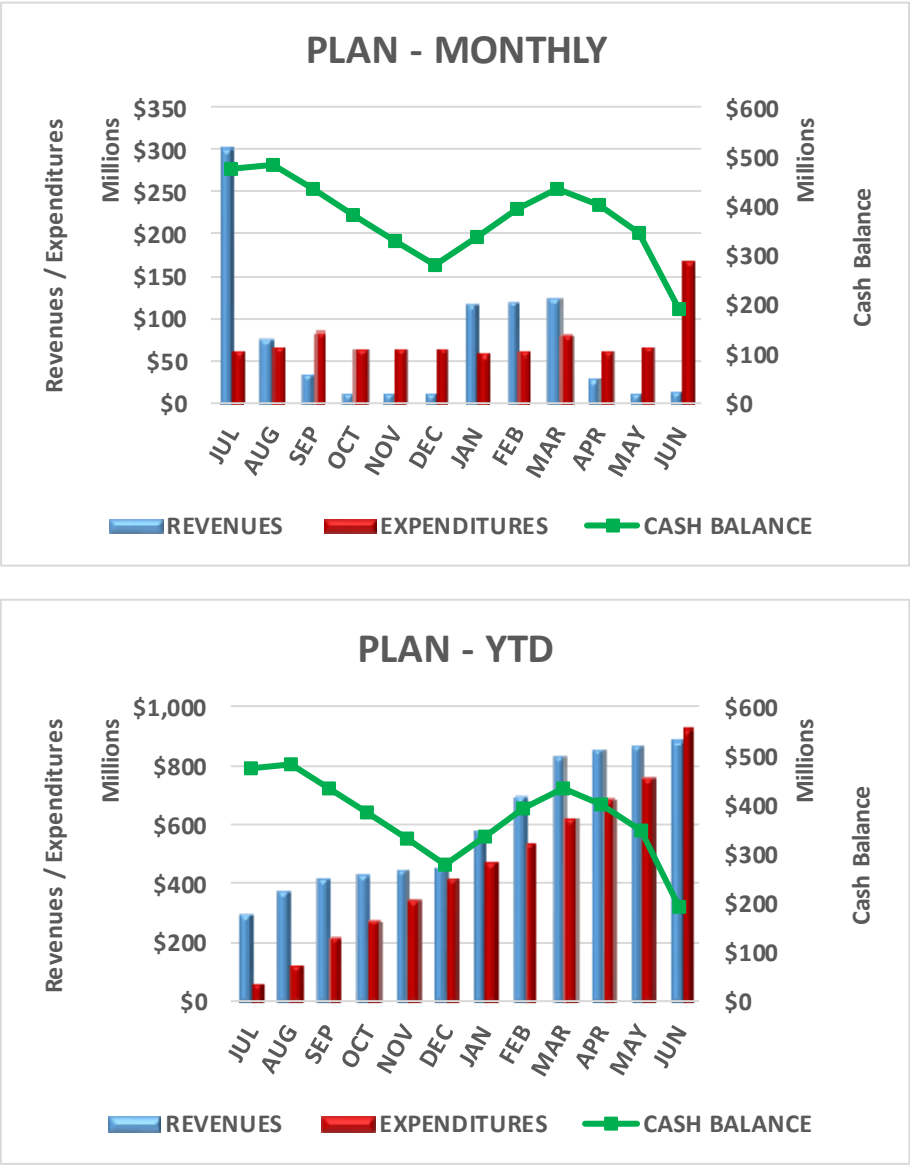 PLAN - MONTHLY
Revenues / Expenditures
Millions
$350
$300
$250
$200
$150
$100
$50
$0
$600
$500
$400
$300
$200
$100
$0
Millions
Cash Balance
JUL
AUG
SEP
OCT
NOV
DEC
JAN
FEB
MAR
APR
MAY
JUN
REVENUES EXPENDITURES CASH BALANCE
PLAN - YTD
Revenues / Expenditures
Millions
$1,000
$800
$600
$400
$200
$0
$600
$500
$400
$300
$200
$100
$0
Millions
Cash Balance
JUL
AUG
SEP
OCT
NOV
DEC
JAN
FEB
MAR
APR
MAY
JUN
REVENUES EXPENDITURES CASH BALANCE